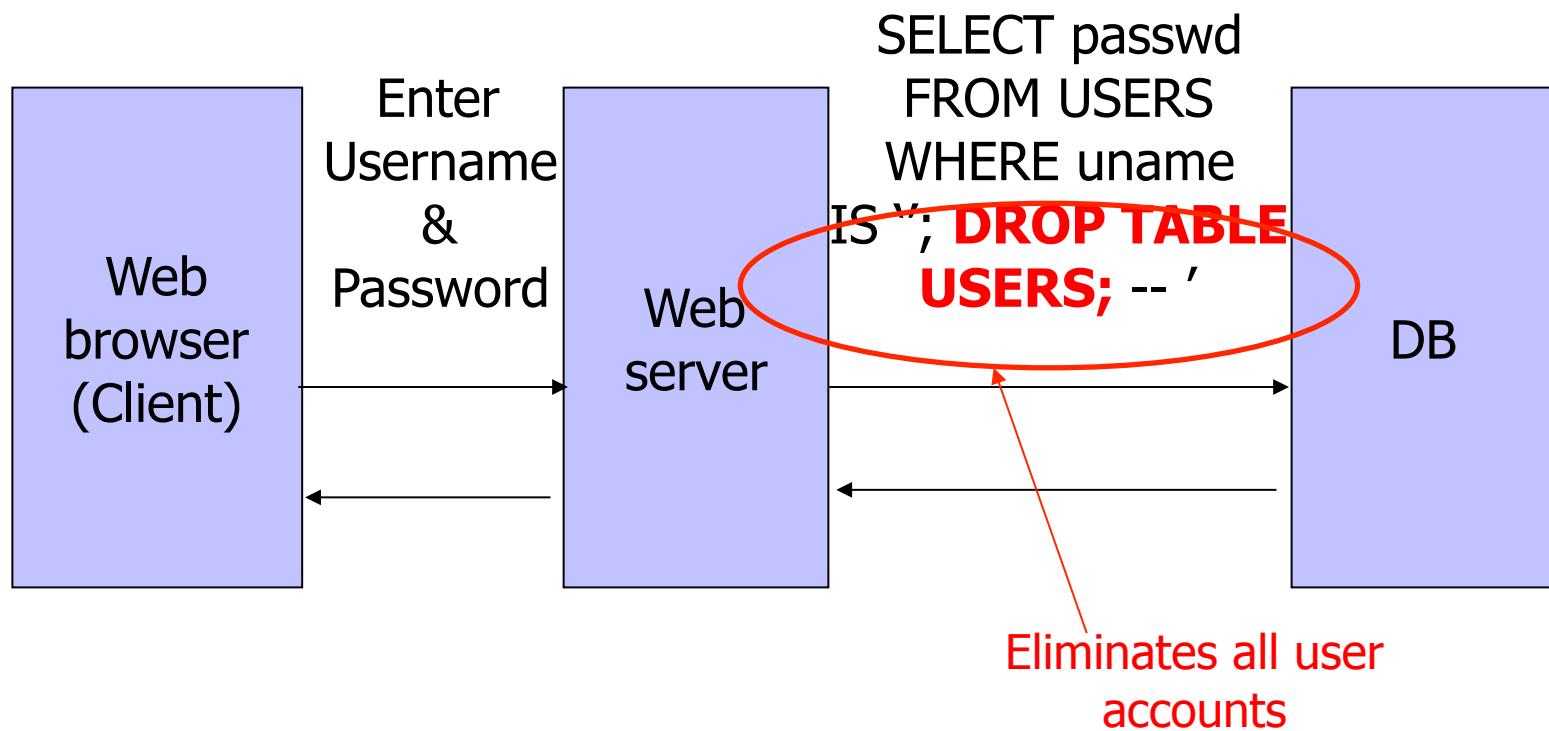 Web
browser
(Client)
Enter
Username
&
Password
Web
server
SELECT passwd
FROM USERS
WHERE uname
IS ‘’; DROP TABLE
USERS; -- ’
DB
Eliminates all user
accounts